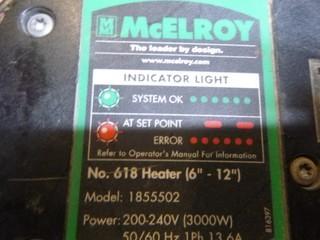 M McELROY
The leader by design.
www.mcelroy.com
INDICATOR LIGHT
SYSTEM OK
AT SET POINT
ERROR
Refer to Operator's Manual For Information
No. 618 Heater (6" - 12")
Model: 1855502
Power: 200-240V (3000W)
50/60 Hz 1Ph 13.6A
816397